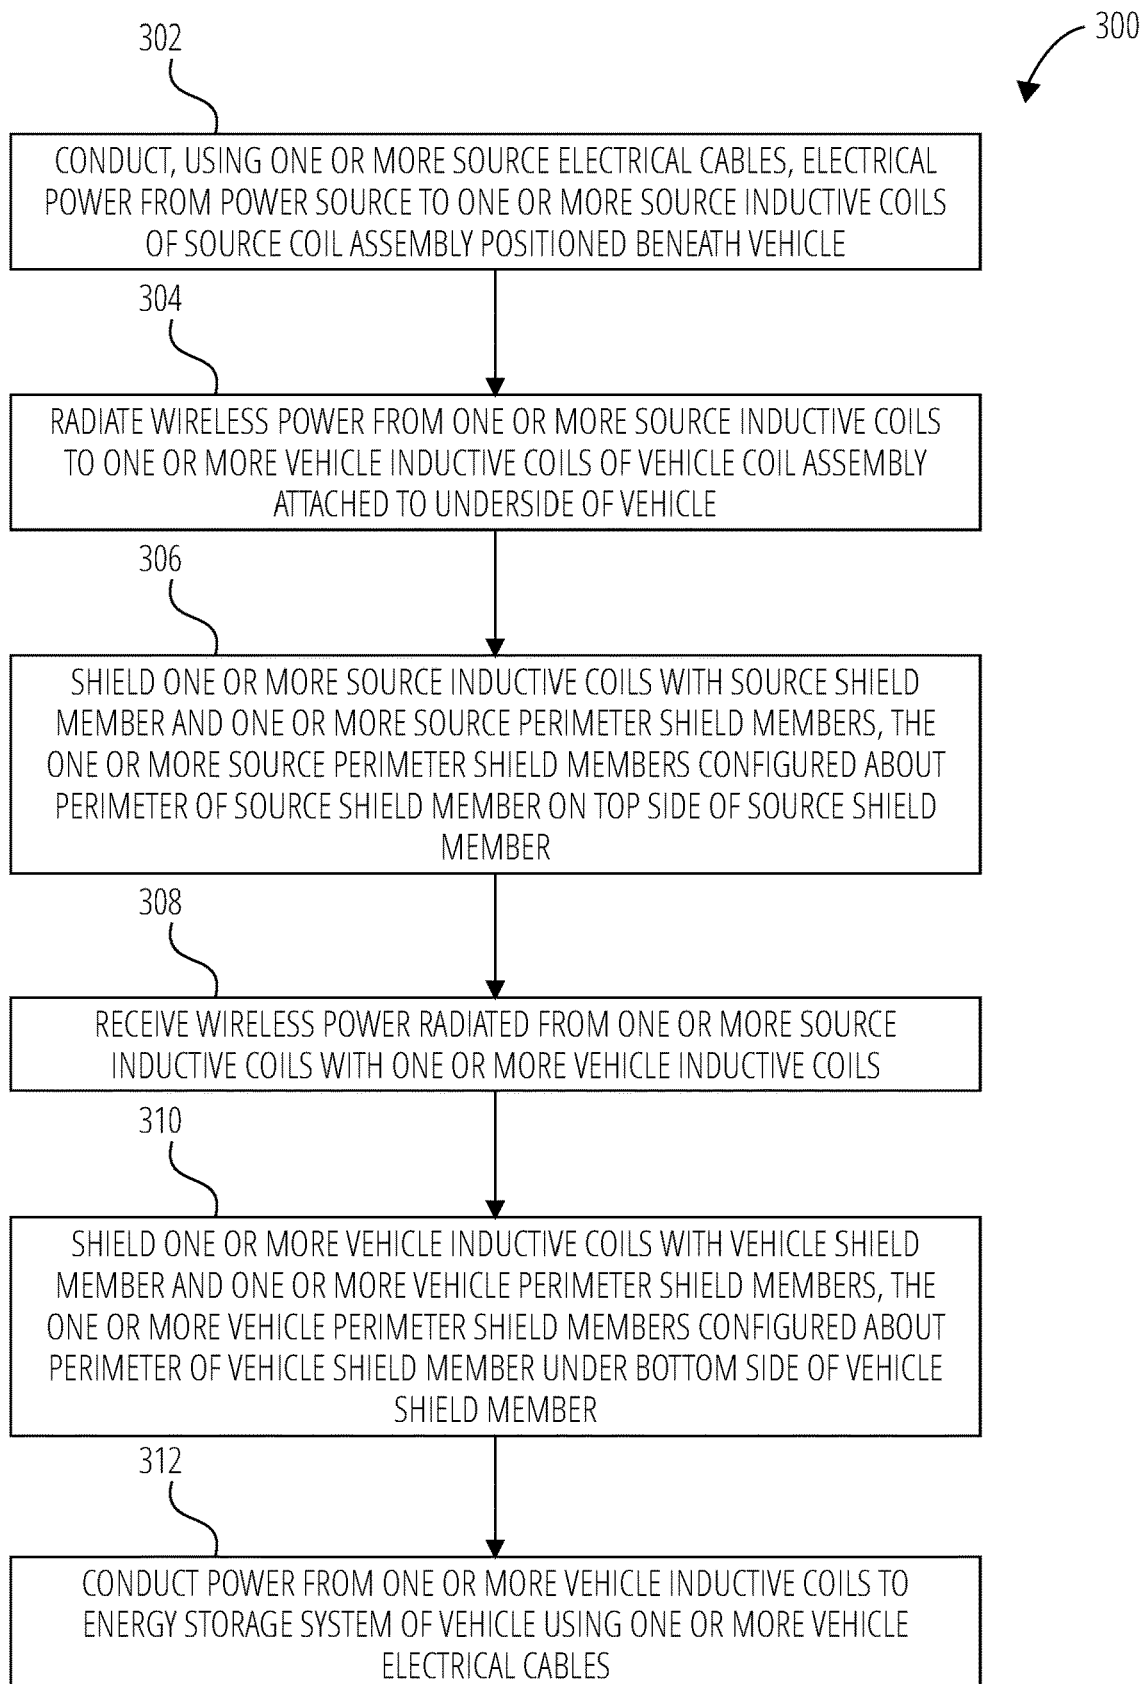 300
302
CONDUCT, USING ONE OR MORE SOURCE ELECTRICAL CABLES, ELECTRICAL
POWER FROM POWER SOURCE TO ONE OR MORE SOURCE INDUCTIVE COILS
OF SOURCE COIL ASSEMBLY POSITIONED BENEATH VEHICLE
304
RADIATE WIRELESS POWER FROM ONE OR MORE SOURCE INDUCTIVE COILS
TO ONE OR MORE VEHICLE INDUCTIVE COILS OF VEHICLE COIL ASSEMBLY
ATTACHED TO UNDERSIDE OF VEHICLE
306
SHIELD ONE OR MORE SOURCE INDUCTIVE COILS WITH SOURCE SHIELD
MEMBER AND ONE OR MORE SOURCE PERIMETER SHIELD MEMBERS, THE
ONE OR MORE SOURCE PERIMETER SHIELD MEMBERS CONFIGURED ABOUT
PERIMETER OF SOURCE SHIELD MEMBER ON TOP SIDE OF SOURCE SHIELD
MEMBER
308
RECEIVE WIRELESS POWER RADIATED FROM ONE OR MORE SOURCE
INDUCTIVE COILS WITH ONE OR MORE VEHICLE INDUCTIVE COILS
310
SHIELD ONE OR MORE VEHICLE INDUCTIVE COILS WITH VEHICLE SHIELD
MEMBER AND ONE OR MORE VEHICLE PERIMETER SHIELD MEMBERS, THE
ONE OR MORE VEHICLE PERIMETER SHIELD MEMBERS CONFIGURED ABOUT
PERIMETER OF VEHICLE SHIELD MEMBER UNDER BOTTOM SIDE OF VEHICLE
SHIELD MEMBER
312
CONDUCT POWER FROM ONE OR MORE VEHICLE INDUCTIVE COILS TO
ENERGY STORAGE SYSTEM OF VEHICLE USING ONE OR MORE VEHICLE
ELECTRICAL CABLES